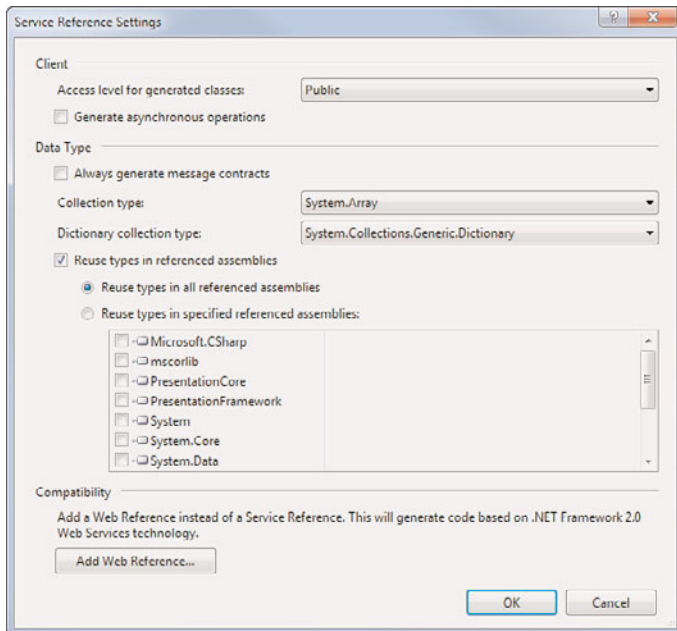 Service Reference Settings
Client
Access level for generated classes: Public
Generate asynchronous operations
Data Type
Always generate message contracts
Collection type: System.Array
Dictionary collection type: System.Collections.Generic.Dictionary
Reuse types in referenced assemblies
Reuse types in all referenced assemblies
Reuse types in specified referenced assemblies:
Microsoft.CSharp
mscorlib
PresentationCore
PresentationFramework
System
System.Core
System.Data
Compatibility
Add a Web Reference instead of a Service Reference. This will generate code based on .NET Framework 2.0
Web Services technology.
Add Web Reference...
OK Cancel